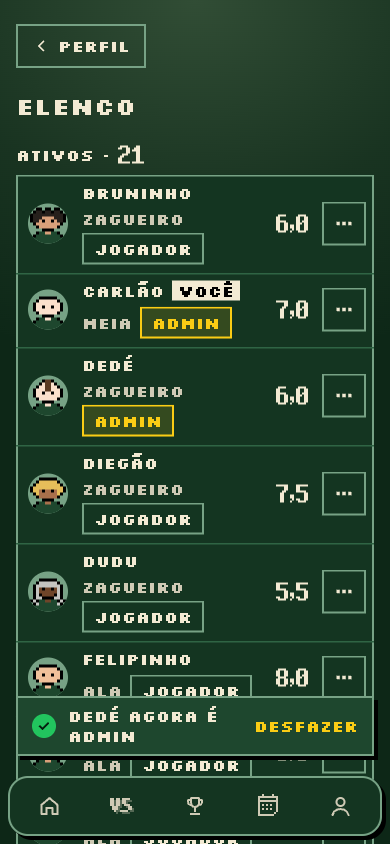 PERFIL
ELENCO
ATIVOS · 21
BRUNINHO
ZAGUEIRO
JOGADOR
6,0
CARLÃO VOCÊ
MEIA ADMIN
7,0
DEDÉ
ZAGUEIRO
ADMIN
6,0
DIEGÃO
ZAGUEIRO
JOGADOR
7,5
DUDU
ZAGUEIRO
JOGADOR
5,5
FELIPINHO
ALA JOGADOR
8,0
DEDÉ AGORA É
ADMIN
DESFAZER
ALA JOGADOR
VS